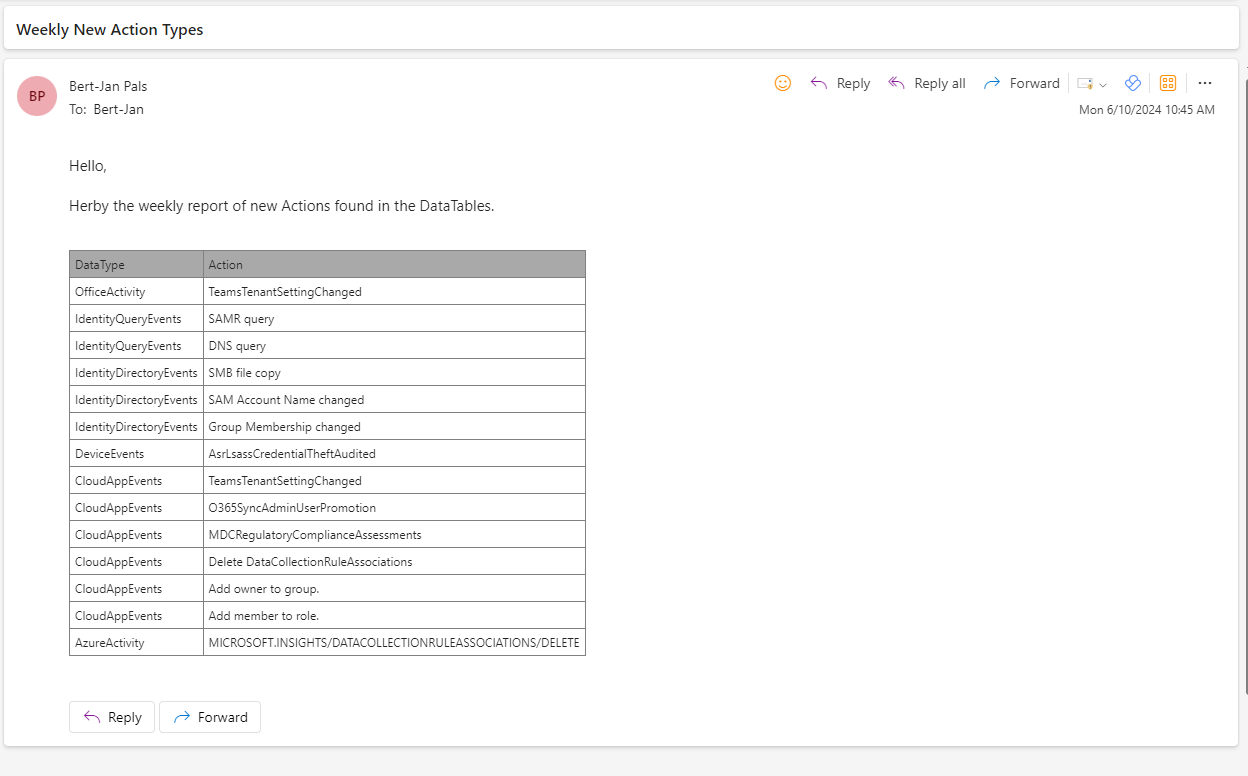 Weekly New Action Types
BP
Bert-Jan Pals
To: Bert-Jan
Reply
Reply all
Forward
Mon 6/10/2024 10:45 AM
Hello,
Herby the weekly report of new Actions found in the DataTables.
DataType Action
OfficeActivity TeamsTenantSettingChanged
IdentityQueryEvents SAMR query
IdentityQueryEvents DNS query
IdentityDirectoryEvents SMB file copy
IdentityDirectoryEvents SAM Account Name changed
IdentityDirectoryEvents Group Membership changed
DeviceEvents AsrLsassCredentialTheftAudited
CloudAppEvents TeamsTenantSettingChanged
CloudAppEvents O365SyncAdminUserPromotion
CloudAppEvents MDCRegulatoryComplianceAssessments
CloudAppEvents Delete DataCollectionRuleAssociations
CloudAppEvents Add owner to group.
CloudAppEvents Add member to role.
AzureActivity MICROSOFT.INSIGHTS/DATACOLLECTIONRULEASSOCIATIONS/DELETE
Reply
Forward